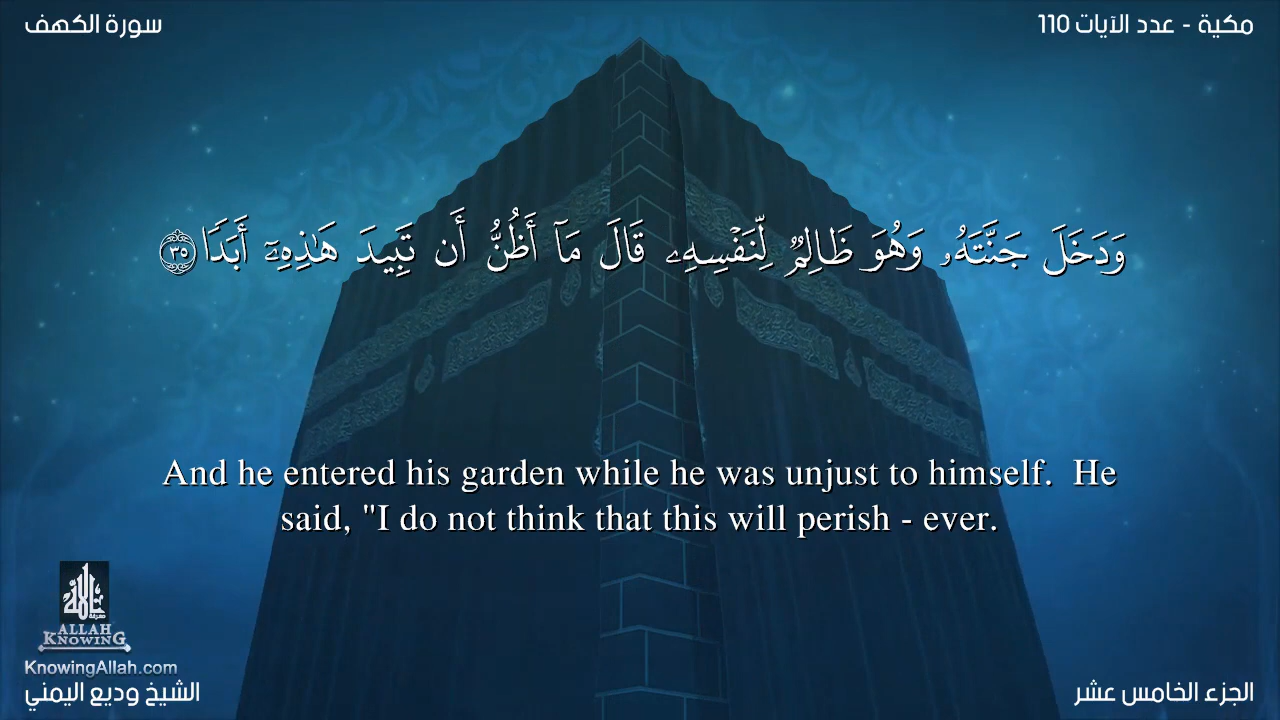 سورة الكهف
مكية - عدد الآيات 110
وَدَخَلَ جَنَّتَهُۥ وَهُوَ ظَالِمٌ لِّنَفْسِهِۦ قَالَ مَآ أَظُنُّ أَن تَبِيدَ هَٰذِهِۦٓ أَبَدًا ٣٥
And he entered his garden while he was unjust to himself. He
said, "I do not think that this will perish - ever.
ALLAH
KNOWING
KnowingAllah.com
الشيخ وديع اليمني
الجزء الخامس عشر